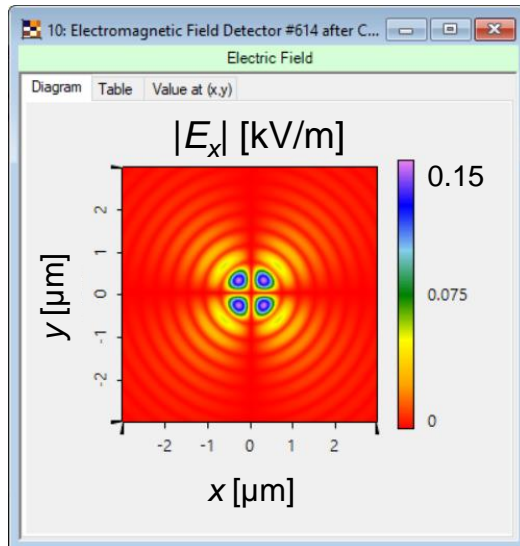 10: Electromagnetic Field Detector #614 after C...
Electric Field
Diagram Table Value at (x,y)
|Eₓ| [kV/m]
0.15
0.075
0
y [µm]
2
1
0
-1
-2
-2 -1 0 1 2
x [µm]